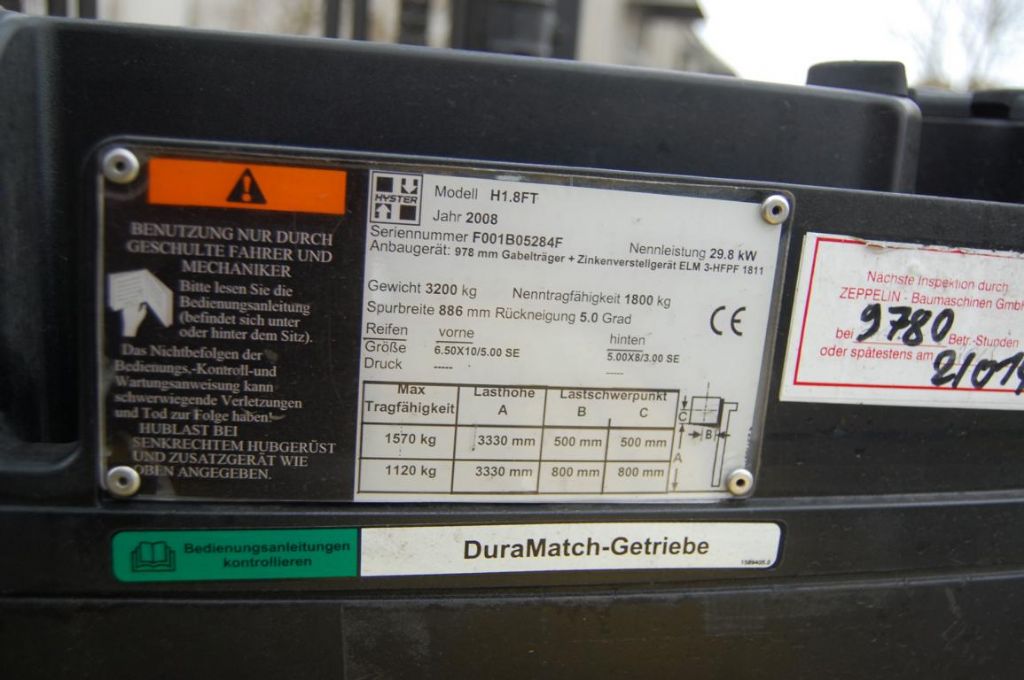 BENUTZUNG NUR DURCH
GESCHULTE FAHRER UND
MECHANIKER
Bitte lesen Sie die
Bedienungsanleitung
(befindet sich unter
oder hinter dem Sitz).
Das Nichtbefolgen der
Bedienungs.-Kontroll-und
Wartungsanweisung kann
schwerwiegende Verletzungen
und Tod zur Folge haben!
HUBLAST BEI
SENKRECHTEM HUBGERÜST
UND ZUSATZGERÄT WIE
OBEN ANGEGEBEN.
HYSTER
Modell H1.8FT
Jahr 2008
Seriennummer F001B05284F Nennleistung 29.8 kW
Anbaugerät: 978 mm Gabelträger + Zinkenverstellgerät ELM 3-HFPF 1811
Gewicht 3200 kg Nenntragfähigkeit 1800 kg
Spurbreite 886 mm Rückneigung 5.0 Grad
CE
Reifen vorne hinten
Größe 6.50X10/5.00 SE 5.00X8/3.00 SE
Druck ----- -----
Max Lasthöhe Lastschwerpunkt
Tragfähigkeit A B C
1570 kg 3330 mm 500 mm 500 mm
1120 kg 3330 mm 800 mm 800 mm
C
B
A
Nächste Inspektion durch
ZEPPELIN - Baumaschinen GmbH
bei 9780 Betr.-Stunden
oder spätestens am
Bedienungsanleitungen
kontrollieren
DuraMatch-Getriebe